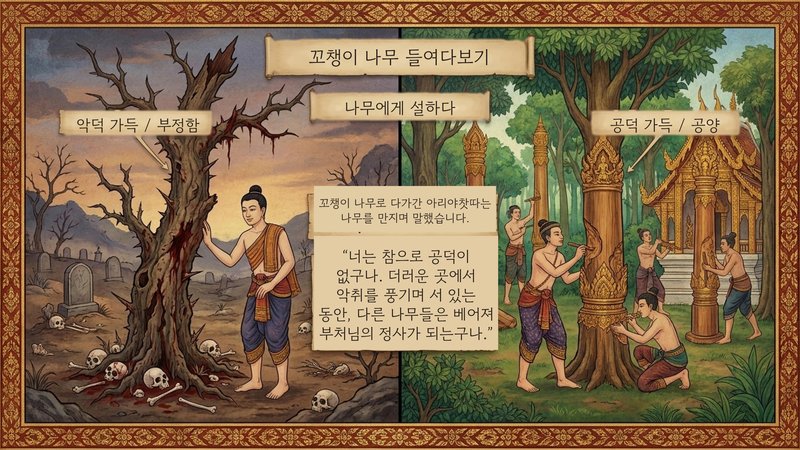 꼬챙이 나무 들여다보기
나무에게 설하다
악덕 가득 / 부정함
공덕 가득 / 공양
꼬챙이 나무로 다가간 아리야찻따는
나무를 만지며 말했습니다.
“너는 참으로 공덕이
없구나. 더러운 곳에서
악취를 풍기며 서 있는
동안, 다른 나무들은 베어져
부처님의 정사가 되는구나.”